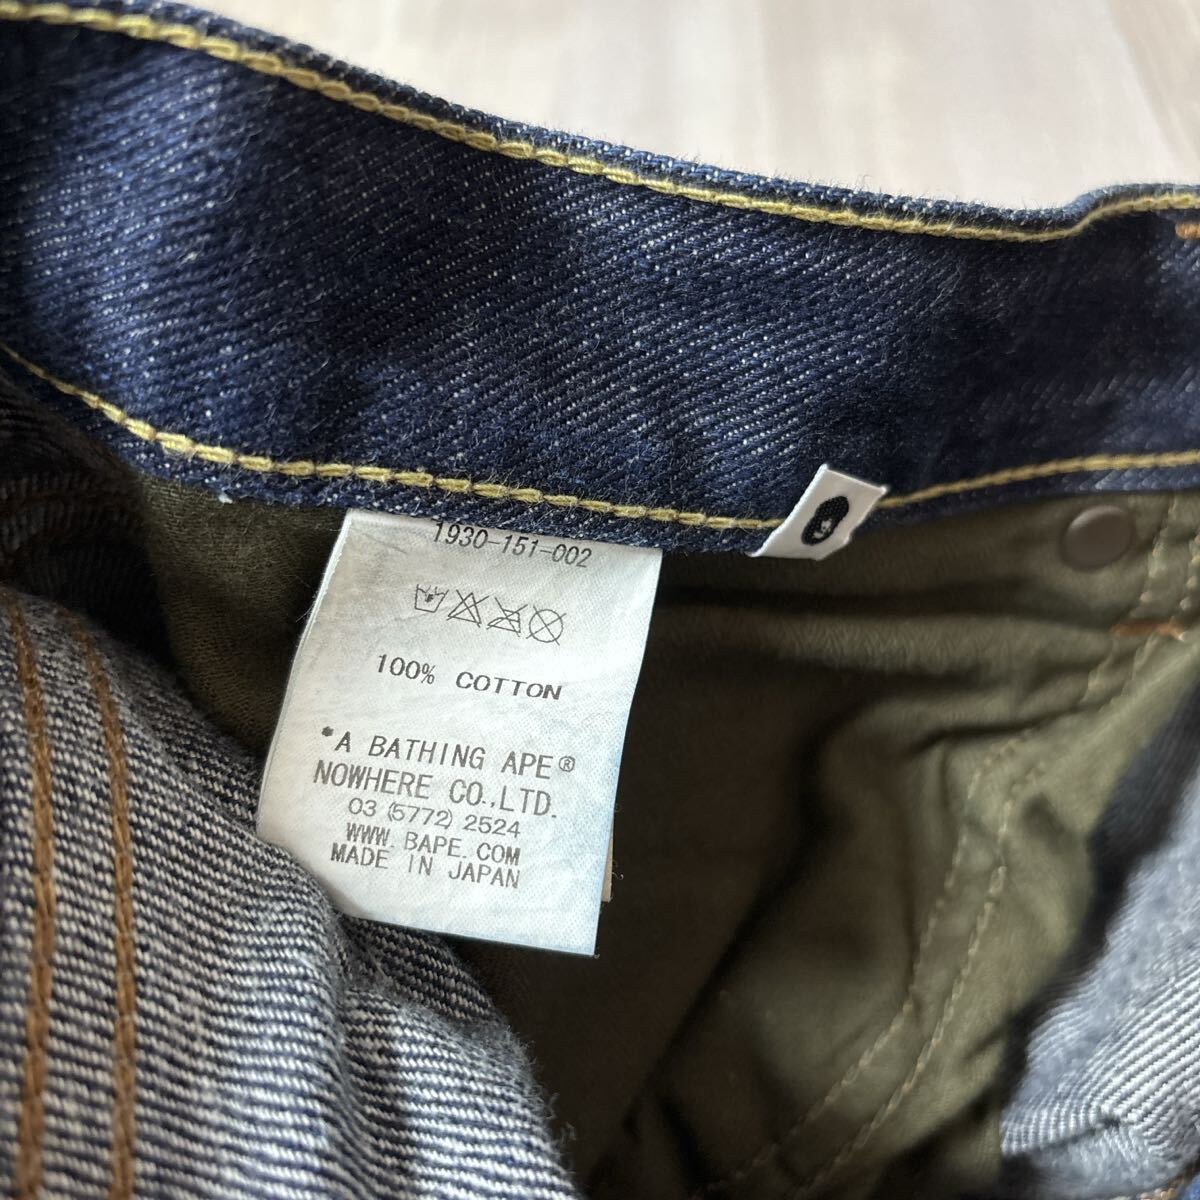 1930-151-002
100% COTTON
*A BATHING APE®
NOWHERE CO.,LTD.
03 (5772) 2524
WWW. BAPE. COM
MADE IN JAPAN